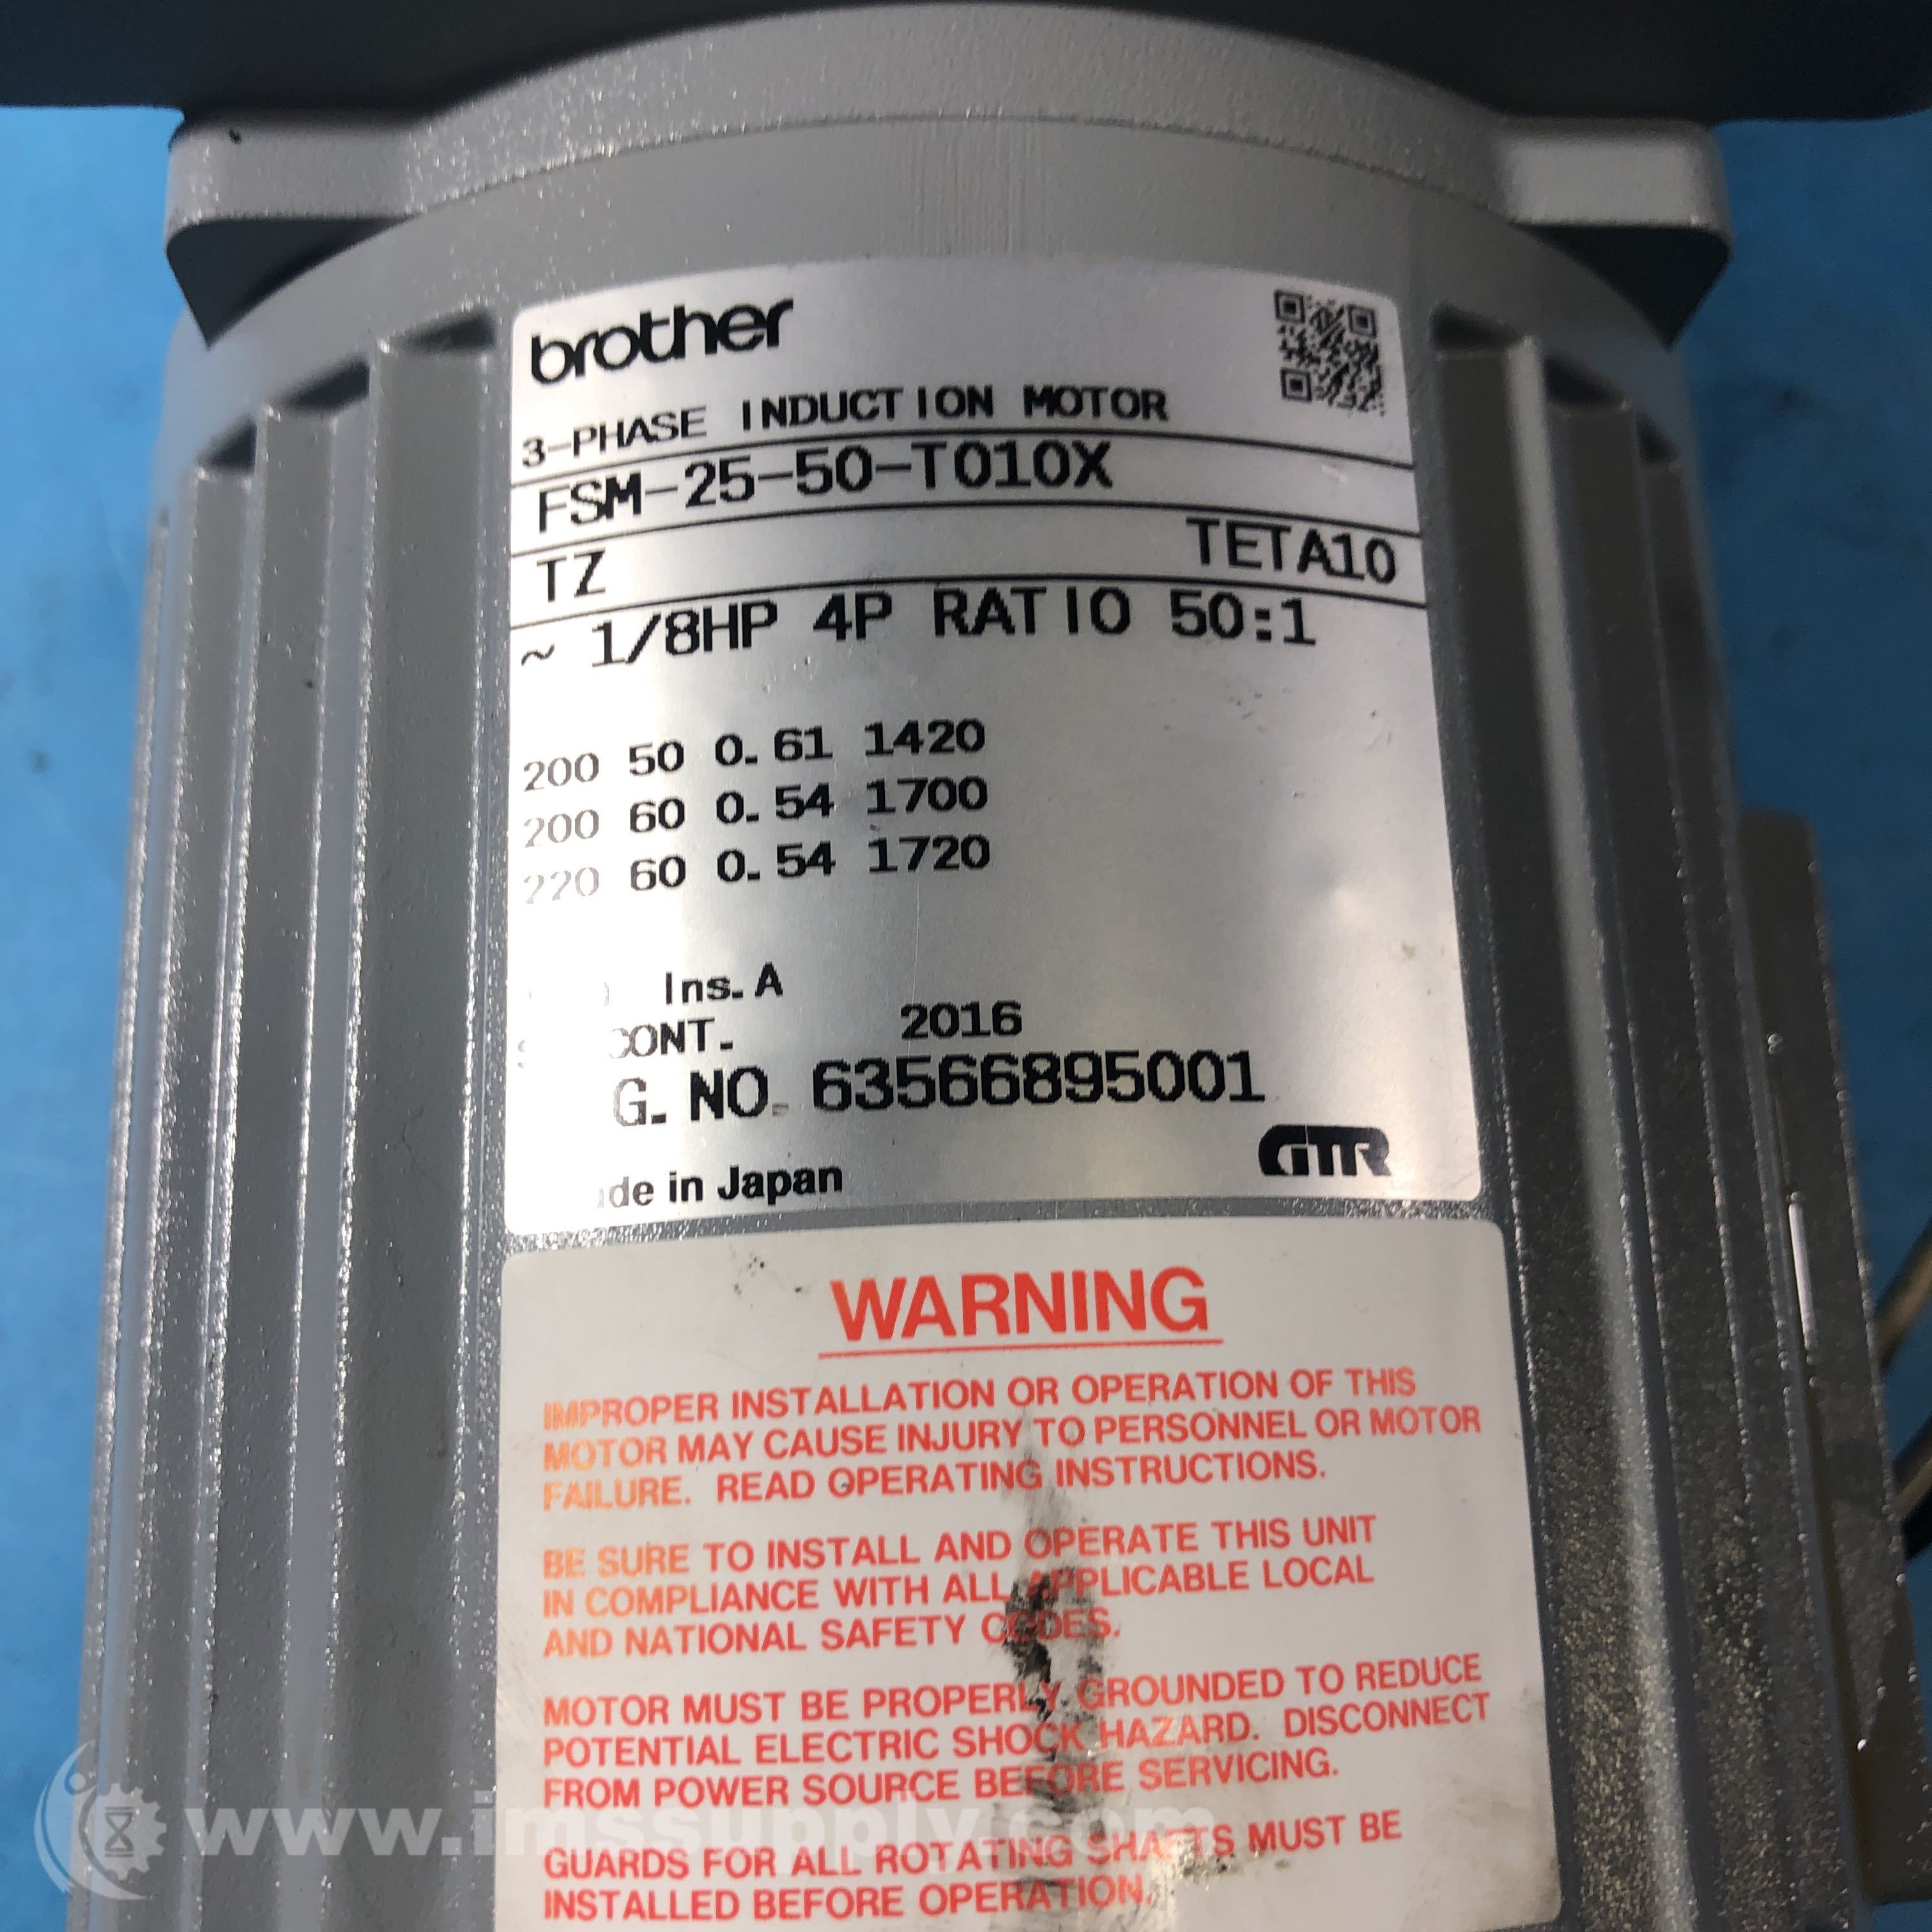 brother
3-PHASE INDUCTION MOTOR
FSM-25-50-T010X
TZ TETA10
~ 1/8HP 4P RATIO 50:1
200 50 0.61 1420
200 60 0.54 1700
220 60 0.54 1720
Ins. A
CONT. 2016
G. NO. 63566895001
GTR
de in Japan
WARNING
IMPROPER INSTALLATION OR OPERATION OF THIS
MOTOR MAY CAUSE INJURY TO PERSONNEL OR MOTOR
FAILURE. READ OPERATING INSTRUCTIONS.
BE SURE TO INSTALL AND OPERATE THIS UNIT
IN COMPLIANCE WITH ALL APPLICABLE LOCAL
AND NATIONAL SAFETY CODES.
MOTOR MUST BE PROPERLY GROUNDED TO REDUCE
POTENTIAL ELECTRIC SHOCK HAZARD. DISCONNECT
FROM POWER SOURCE BEFORE SERVICING.
www.imssupply.com
GUARDS FOR ALL ROTATING SHAFTS MUST BE
INSTALLED BEFORE OPERATION.